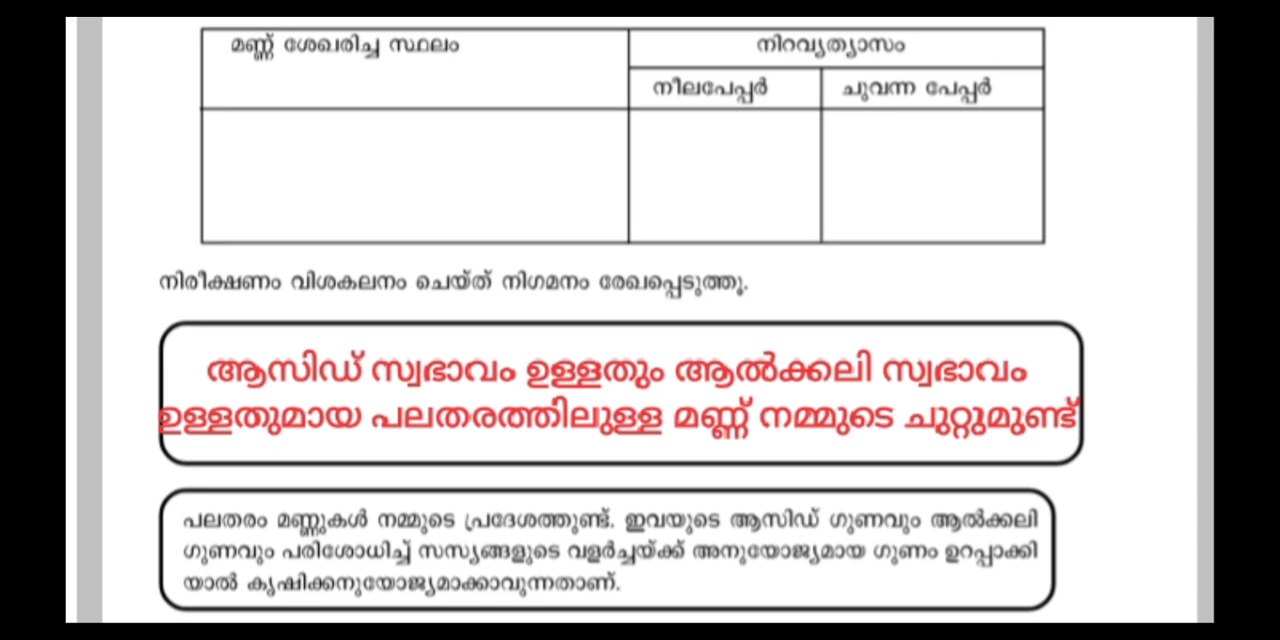 മണ്ണ് ശേഖരിച്ച സ്ഥലം
നിറവ്യത്യാസം
നീലപേപ്പർ
ചുവന്ന പേപ്പർ
നിരീക്ഷണം വിശകലനം ചെയ്ത് നിഗമനം രേഖപ്പെടുത്തൂ.
ആസിഡ് സ്വഭാവം ഉള്ളതും ആൽക്കലി സ്വഭാവം
ഉള്ളതുമായ പലതരത്തിലുള്ള മണ്ണ് നമ്മുടെ ചുറ്റുമുണ്ട്
പലതരം മണ്ണുകൾ നമ്മുടെ പ്രദേശത്തുണ്ട്. ഇവയുടെ ആസിഡ് ഗുണവും ആൽക്കലി
ഗുണവും പരിശോധിച്ച് സസ്യങ്ങളുടെ വളർച്ചയ്ക്ക് അനുയോജ്യമായ ഗുണം ഉറപ്പാക്കി
യാൽ കൃഷിക്കനുയോജ്യമാക്കാവുന്നതാണ്.